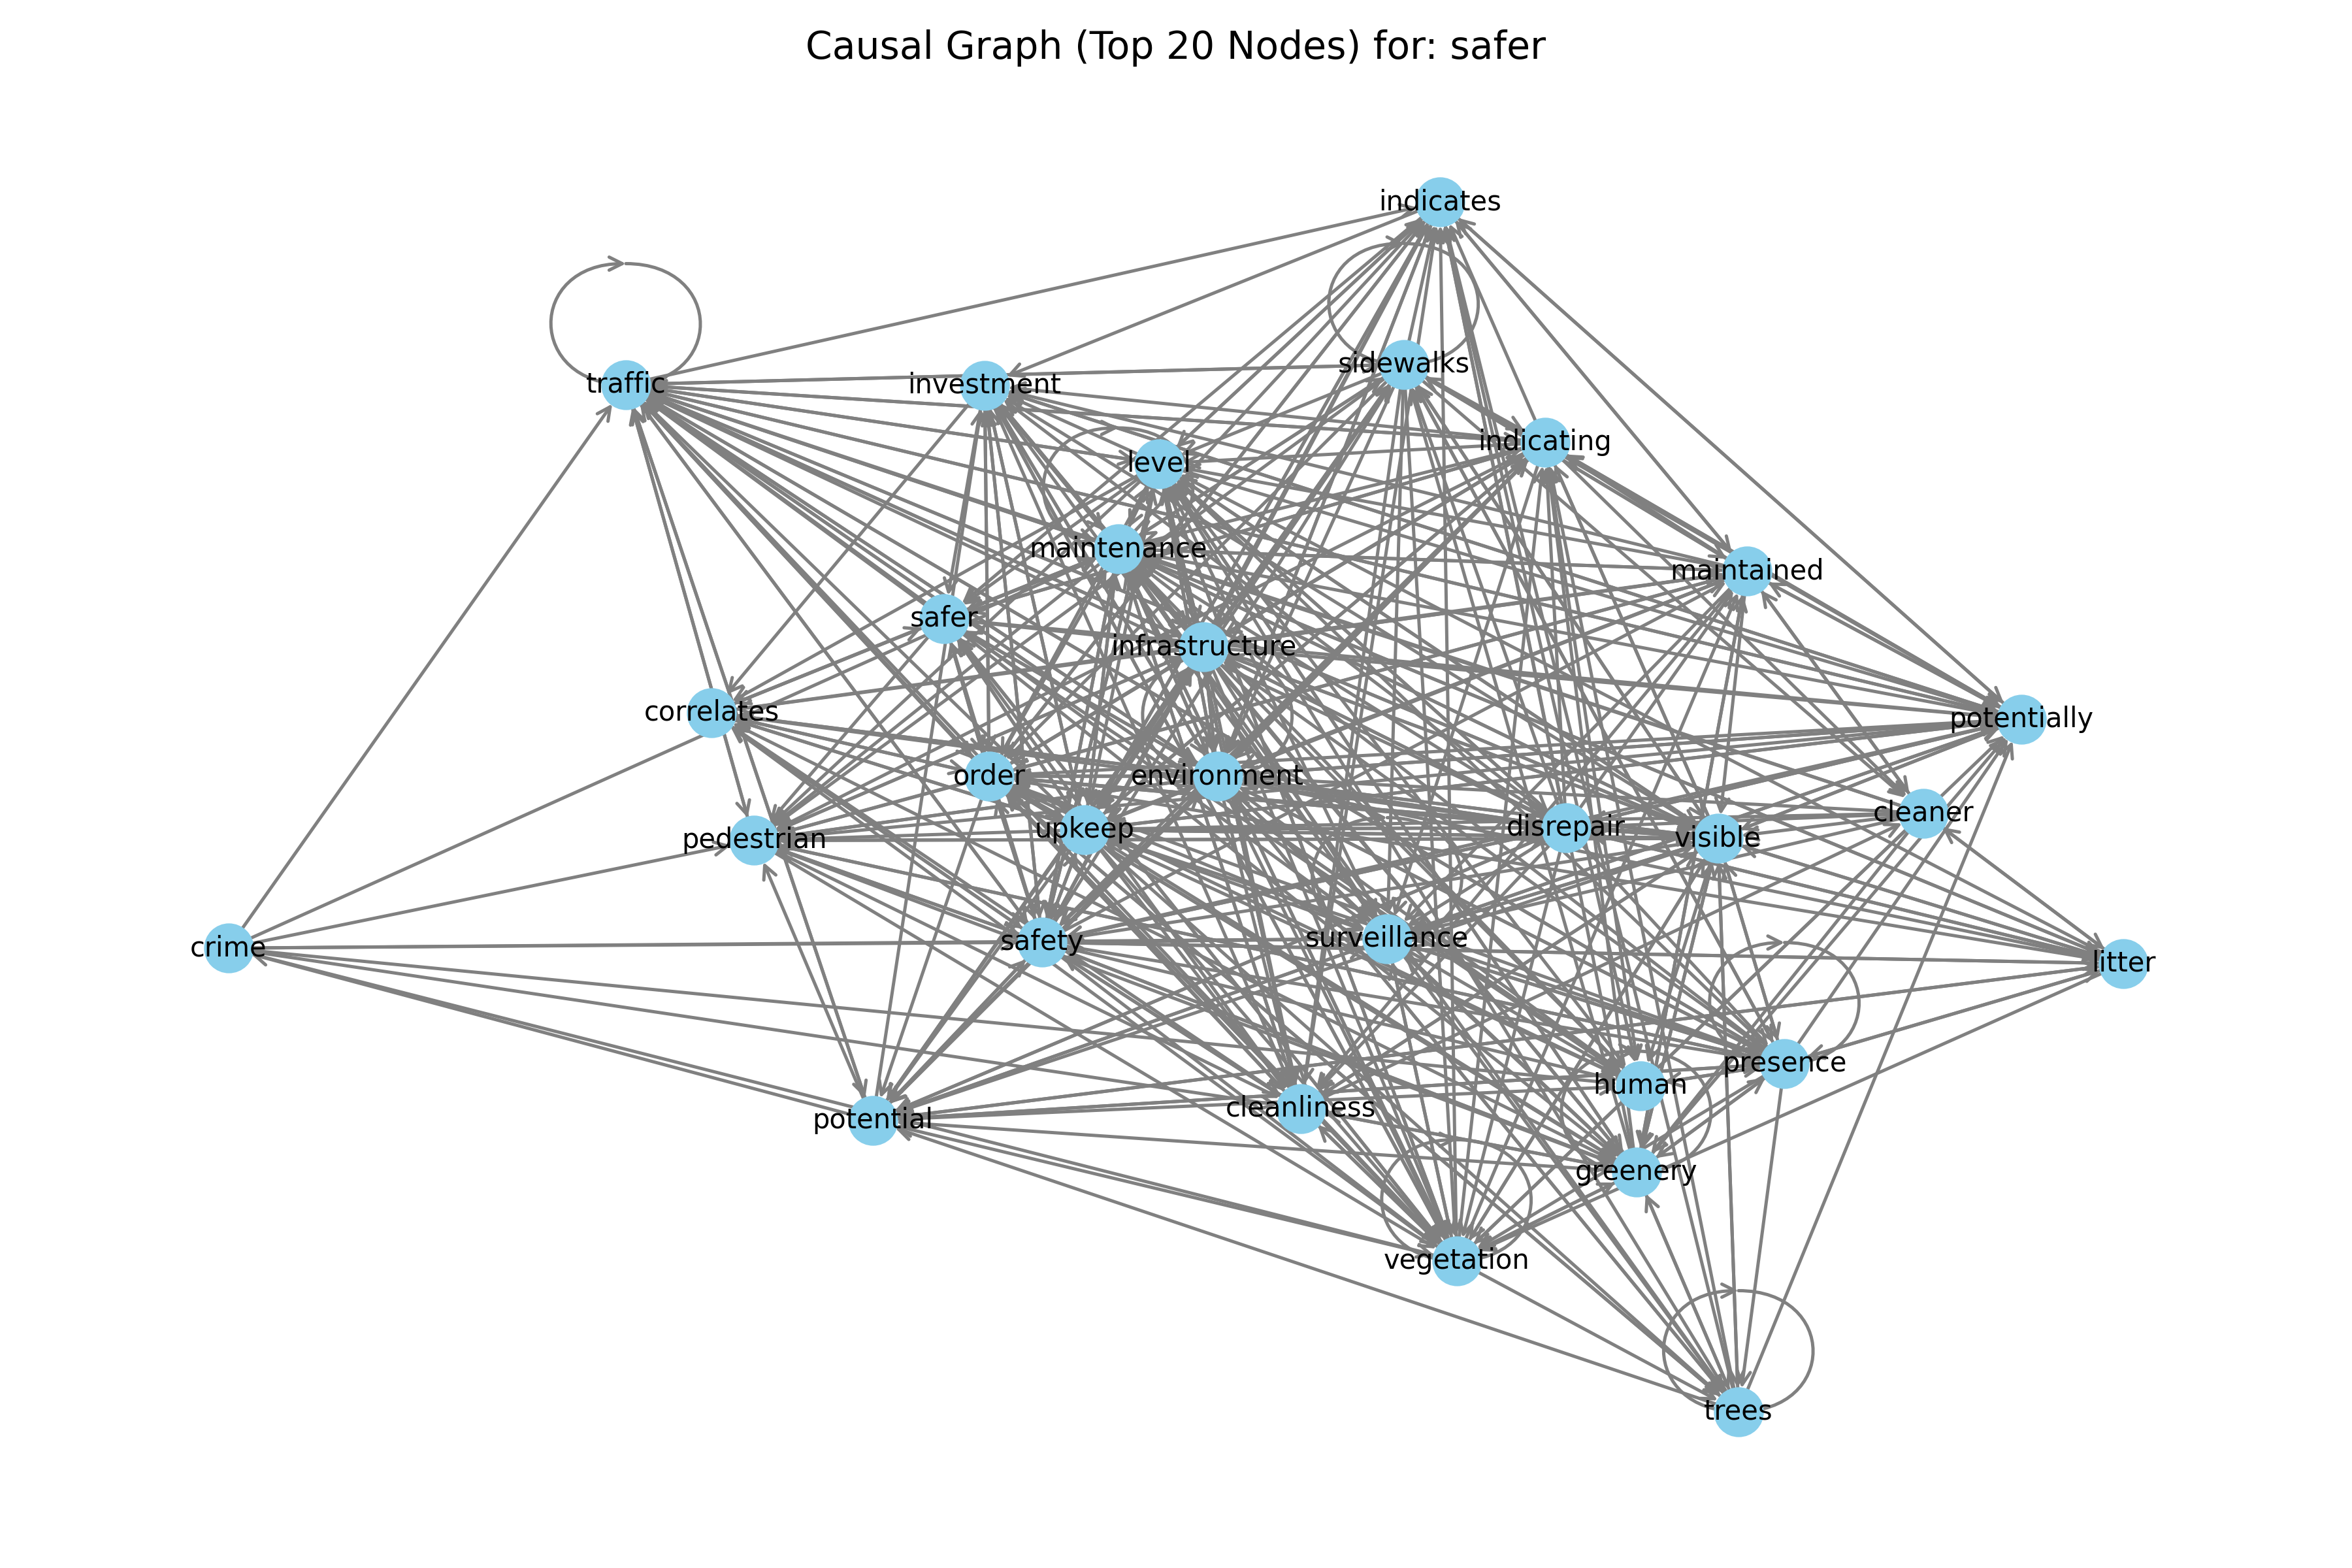 Causal Graph (Top 20 Nodes) for: safer
indicates
sidewalks
traffic
investment
indicating
level
maintenance
maintained
safer
infrastructure
correlates
potentially
order
environment
cleaner
upkeep
disrepair
visible
pedestrian
crime
safety
surveillance
litter
presence
human
potential
cleanliness
greenery
vegetation
trees